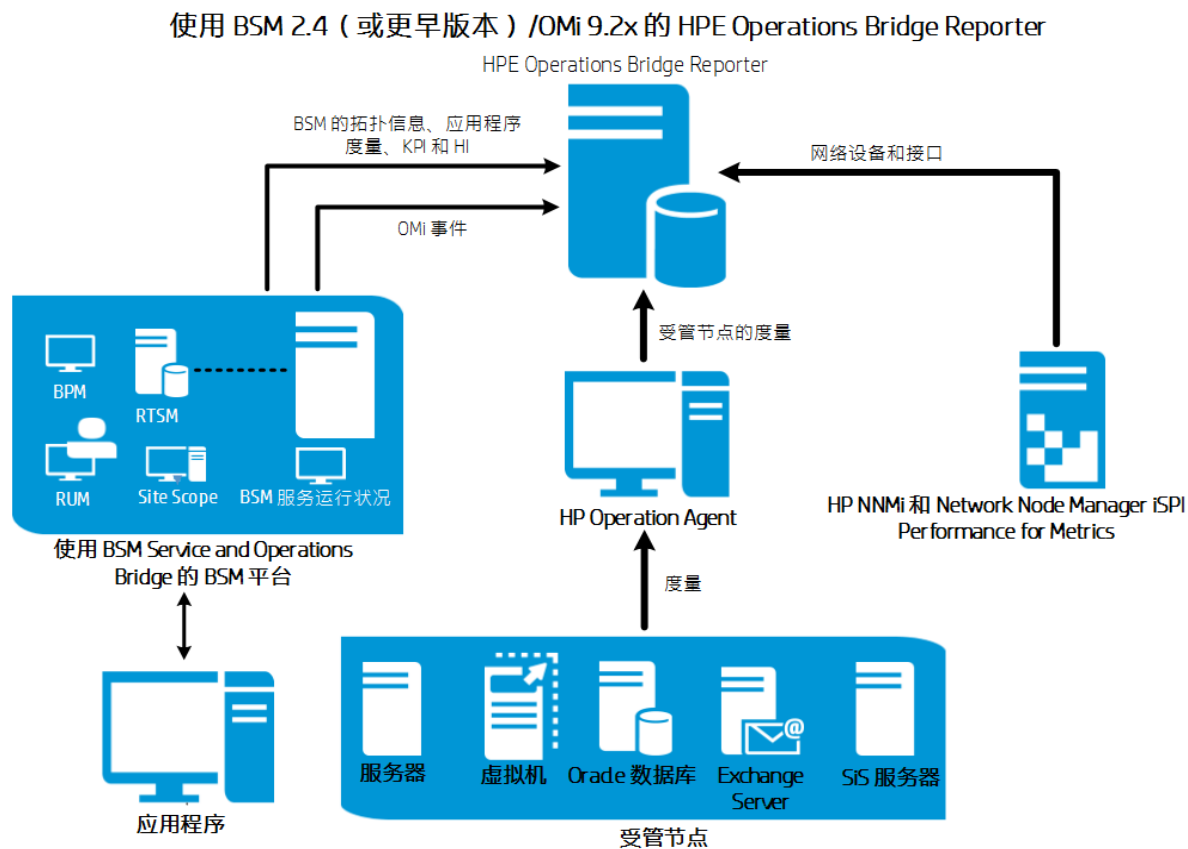 使用 BSM 2.4（或更早版本）/OMi 9.2x 的 HPE Operations Bridge Reporter
HPE Operations Bridge Reporter
BSM 的拓扑信息、应用程序
度量、KPI 和 HI
网络设备和接口
OMi 事件
受管节点的度量
BPM
RTSM
RUM
Site Scope
BSM 服务运行状况
HP Operation Agent
HP NNMi 和 Network Node Manager iSPI
Performance for Metrics
使用 BSM Service and Operations
Bridge 的 BSM 平台
度量
服务器
虚拟机
Oracle 数据库
Exchange
Server
SiS 服务器
应用程序
受管节点